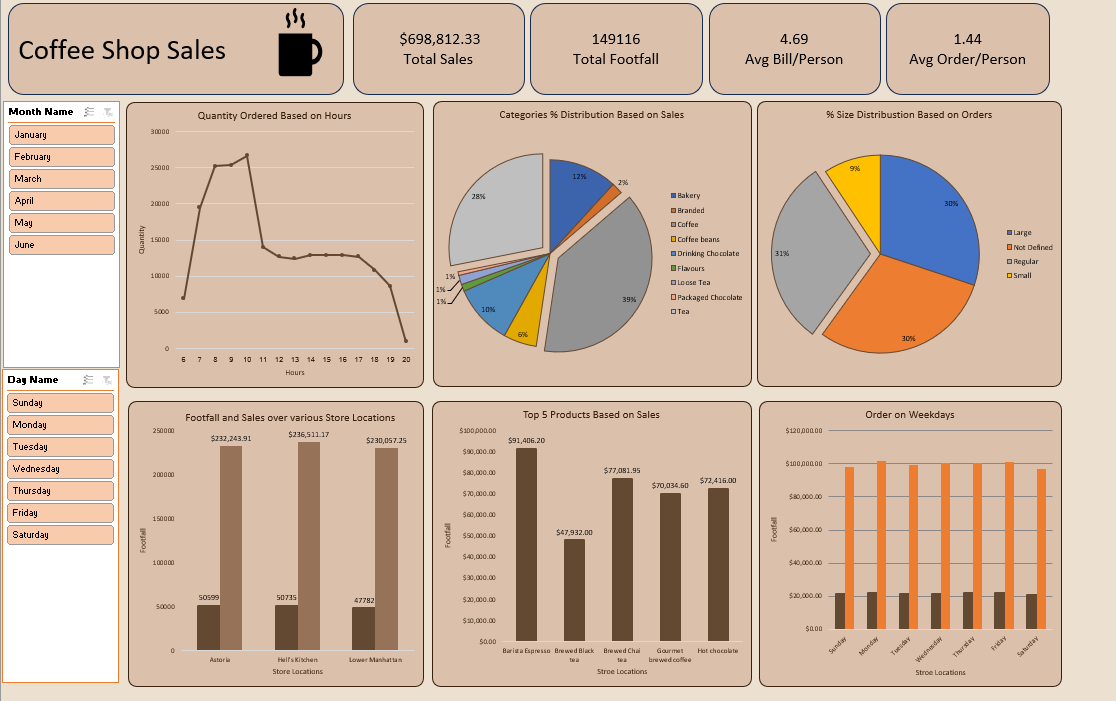 Coffee Shop Sales
$698,812.33
Total Sales
149116
Total Footfall
4.69
Avg Bill/Person
1.44
Avg Order/Person
Month Name
January
February
March
April
May
June
Day Name
Sunday
Monday
Tuesday
Wednesday
Thursday
Friday
Saturday
Quantity Ordered Based on Hours
30000
25000
20000
15000
10000
5000
0
Quantity
6 7 8 9 10 11 12 13 14 15 16 17 18 19 20
Hours
Categories % Distribution Based on Sales
12%
2%
39%
6%
10%
1%
1%
1%
28%
Bakery
Branded
Coffee
Coffee beans
Drinking Chocolate
Flavours
Loose Tea
Packaged Chocolate
Tea
% Size Distribustion Based on Orders
30%
30%
31%
9%
Large
Not Defined
Regular
Small
Footfall and Sales over various Store Locations
250000
200000
150000
100000
50000
0
Footfall
$232,243.91
$236,511.17
$230,057.25
50599
50735
47782
Astoria
Hell's Kitchen
Lower Manhattan
Store Locations
Top 5 Products Based on Sales
$100,000.00
$90,000.00
$80,000.00
$70,000.00
$60,000.00
$50,000.00
$40,000.00
$30,000.00
$20,000.00
$10,000.00
$0.00
Footfall
$91,406.20
$47,932.00
$77,081.95
$70,034.60
$72,416.00
Barista Espresso
Brewed Black
tea
Brewed Chai
tea
Gourmet
brewed coffee
Hot chocolate
Stroe Locations
Order on Weekdays
$120,000.00
$100,000.00
$80,000.00
$60,000.00
$40,000.00
$20,000.00
$0.00
Footfall
Sunday
Monday
Tuesday
Wednesday
Thursday
Friday
Saturday
Stroe Locations